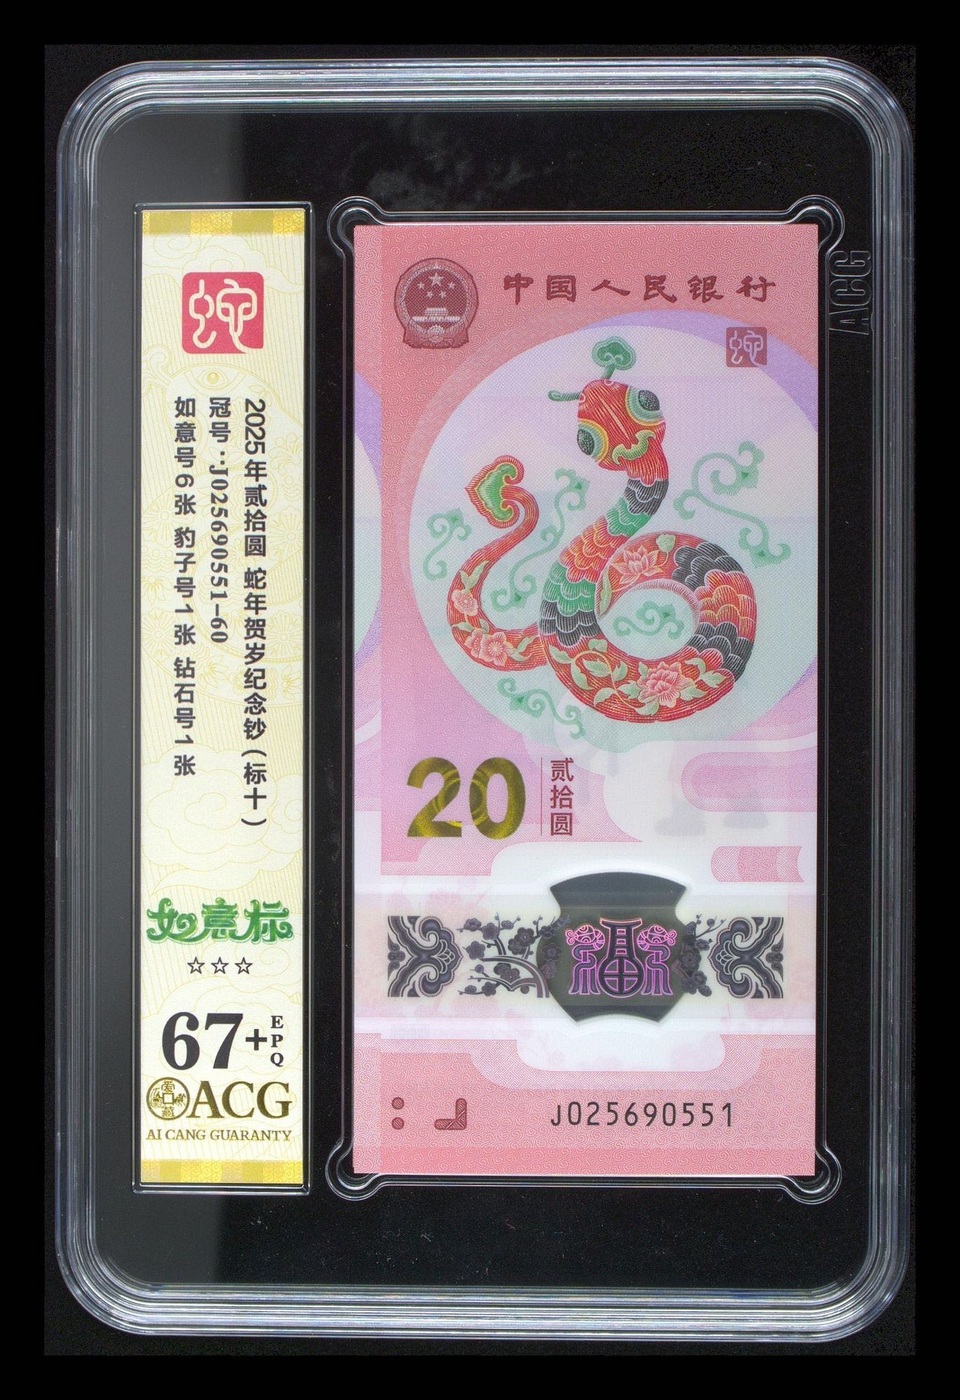 蛇
2025年贰拾圆 蛇年贺岁纪念钞（标十）
冠号：J025690551-60
如意号6张 豹子号1张 钻石号1张
如意标
☆☆☆
67+EPQ
ACG
AI CANG GUARANTY
中国人民银行
蛇
20
贰拾圆
福
J025690551
ACG